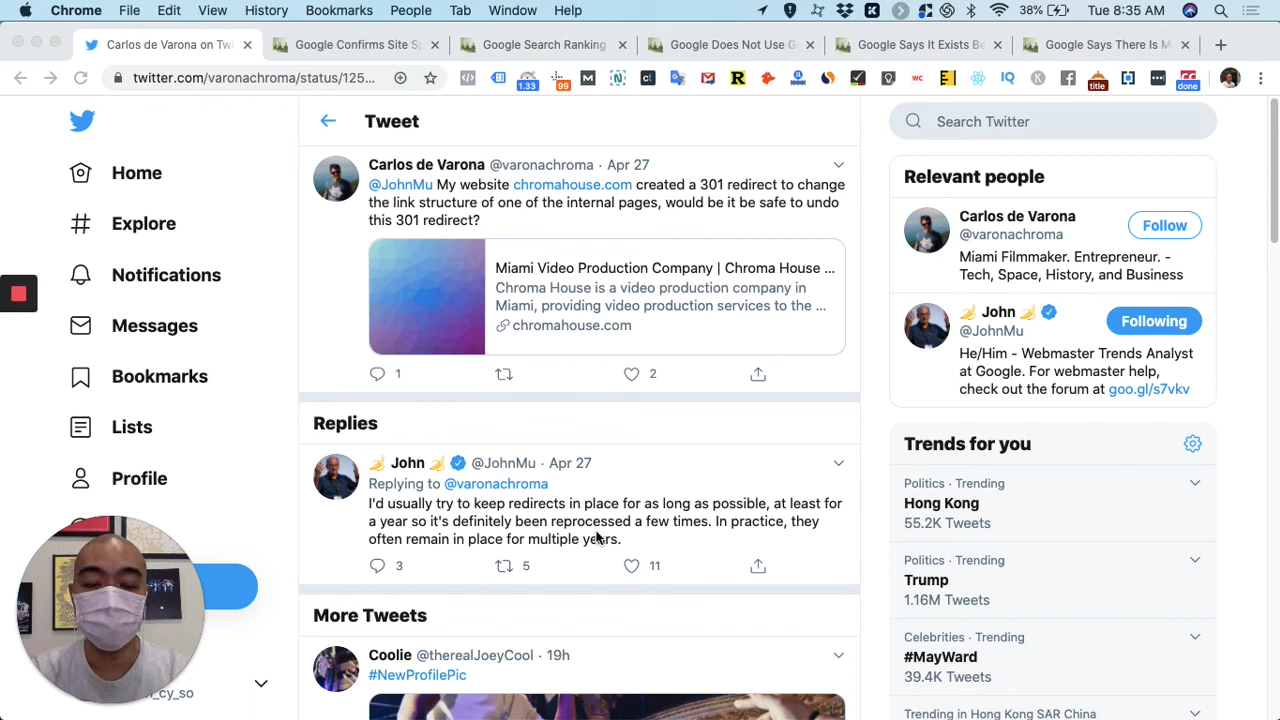 Chrome File Edit View History Bookmarks People Tab Window Help 38% Tue 8:35 AM
Carlos de Varona on Twi Google Confirms Site Sp Google Search Ranking Google Does Not Use G Google Says It Exists Be Google Says There Is M
twitter.com/varonachroma/status/125...
1.33 99 M N ct R wc IQ K title done
Tweet
Search Twitter
Home
Explore
Notifications
Messages
Bookmarks
Lists
Profile
_cy_so
Carlos de Varona @varonachroma · Apr 27
@JohnMu My website chromahouse.com created a 301 redirect to change
the link structure of one of the internal pages, would be it be safe to undo
this 301 redirect?
Miami Video Production Company | Chroma House ...
Chroma House is a video production company in
Miami, providing video production services to the ...
chromahouse.com
1 2
Replies
John @JohnMu · Apr 27
Replying to @varonachroma
I'd usually try to keep redirects in place for as long as possible, at least for
a year so it's definitely been reprocessed a few times. In practice, they
often remain in place for multiple years.
3 5 11
More Tweets
Coolie @therealJoeyCool · 19h
#NewProfilePic
Relevant people
Carlos de Varona
@varonachroma
Follow
Miami Filmmaker. Entrepreneur. -
Tech, Space, History, and Business
John
@JohnMu
Following
He/Him - Webmaster Trends Analyst
at Google. For webmaster help,
check out the forum at goo.gl/s7vkv
Trends for you
Politics · Trending
Hong Kong
55.2K Tweets
Politics · Trending
Trump
1.16M Tweets
Celebrities · Trending
#MayWard
39.4K Tweets
Trending in Hong Kong SAR China